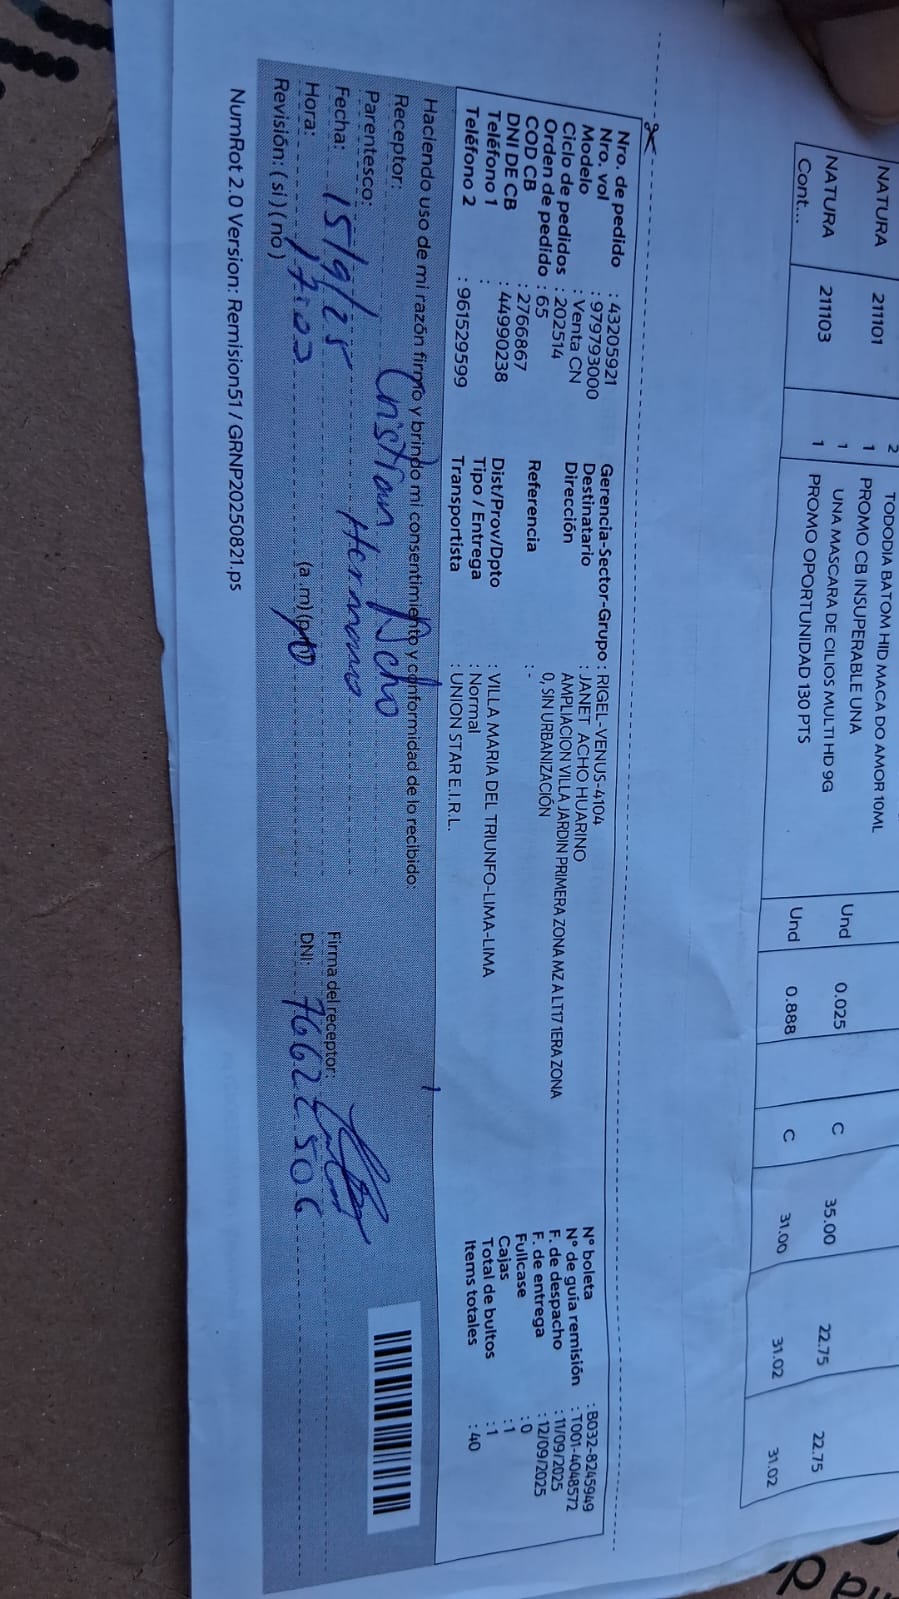 2 TODODIA BATOM HID MACA DO AMOR 10ML
NATURA 211101 1 PROMO CB INSUPERABLE UNA
1 UNA MASCARA DE CILIOS MULTI HD 9G Und 0.025 C 35.00 22.75 22.75
NATURA 211103 1 PROMO OPORTUNIDAD 130 PTS Und 0.888 C 31.00 31.02 31.02
Cont...
Nro. de pedido : 43205921
Nro. vol : 979793000
Modelo : Venta CN
Ciclo de pedidos : 202514
Orden de pedido : 65
COD CB : 2766867
DNI DE CB : 44990238
Teléfono 1 :
Teléfono 2 : 961529599
Gerencia-Sector-Grupo : RIGEL-VENUS-4104
Destinatario : JANET ACHO HUARINO
Dirección : AMPLIACION VILLA JARDIN PRIMERA ZONA MZ A LT17 1ERA ZONA
0, SIN URBANIZACIÓN
Referencia : -
Dist/Prov/Dpto : VILLA MARIA DEL TRIUNFO-LIMA-LIMA
Tipo / Entrega : Normal
Transportista : UNION STAR E.I.R.L.
N° boleta : B032-8245949
N° de guía remisión : T001-4048572
F. de despacho : 11/09/2025
F. de entrega : 12/09/2025
Fullcase : 0
Cajas : 1
Total de bultos : 1
Items totales : 40
Haciendo uso de mi razón firmo y brindo mi consentimiento y conformidad de lo recibido:
Receptor: Cristian Acho
Parentesco: Hermano
Fecha: 15/9/25 Firma del receptor:
Hora: 17:00 (a .m) DNI: 76622506
Revisión: ( si ) ( no )
NumRot 2.0 Version: Remision51 / GRNP20250821.ps